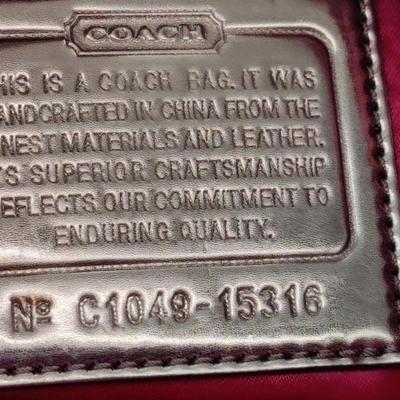 COACH
HIS IS A COACH BAG. IT WAS
ANDCRAFTED IN CHINA FROM THE
NEST MATERIALS AND LEATHER.
'S SUPERIOR CRAFTSMANSHIP
EFLECTS OUR COMMITMENT TO
ENDURING QUALITY.
Nº C1049-15316